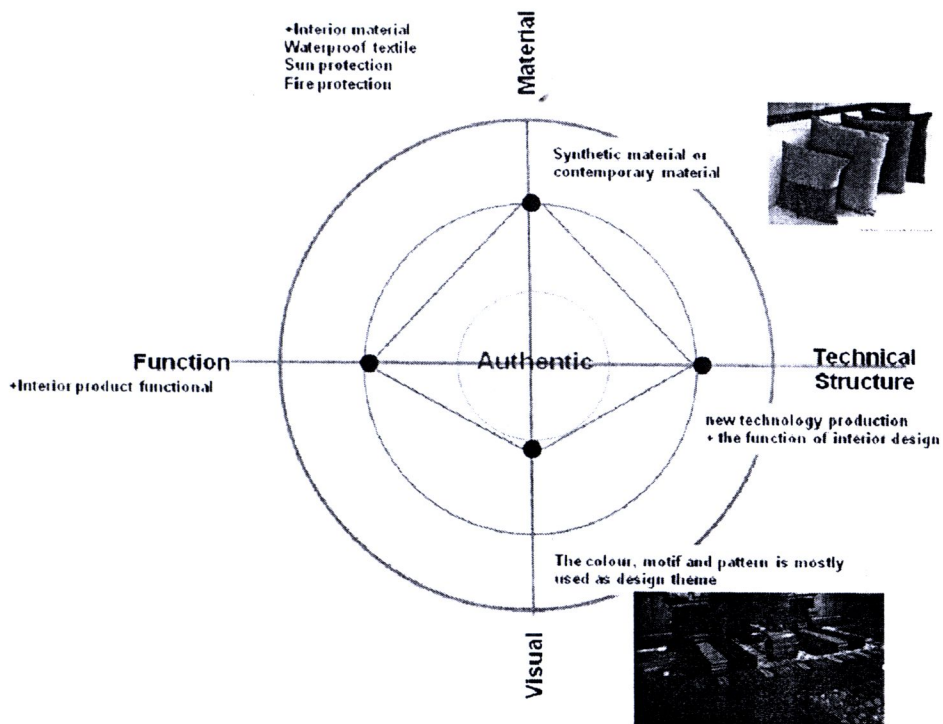 +Interior material
Waterproof textile
Sun protection
Fire protection
Material
Synthetic material or
contemporary material
Function
+Interior product functional
Authentic
Technical
Structure
new technology production
+ the function of interior design
The colour, motif and pattern is mostly
used as design theme
Visual